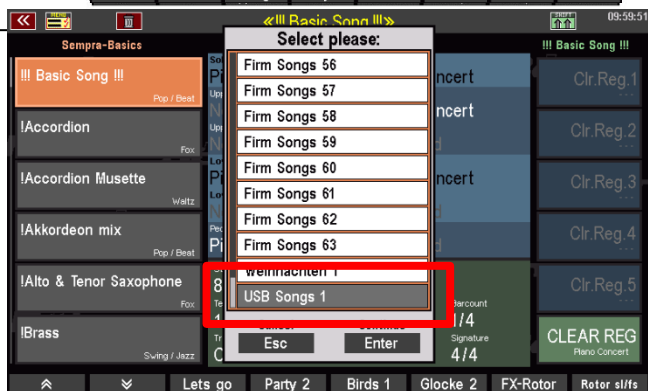 MENU
«!!! Basic Song !!!»
SHIFT
09:59:51
Sempra-Basics
Select please:
!!! Basic Song !!!
!!! Basic Song !!!
Pop / Beat
!Accordion
Fox
!Accordion Musette
Waltz
!Akkordeon mix
Pop / Beat
!Alto & Tenor Saxophone
Fox
!Brass
Swing / Jazz
Firm Songs 56
Firm Songs 57
Firm Songs 58
Firm Songs 59
Firm Songs 60
Firm Songs 61
Firm Songs 62
Firm Songs 63
Weihnachten 1
USB Songs 1
Cancel
Continue
Esc
Enter
ncert
ncert
ncert
Barcount
1/4
Signature
4/4
Clr.Reg.1
Clr.Reg.2
Clr.Reg.3
Clr.Reg.4
Clr.Reg.5
CLEAR REG
Piano Concert
Lets go
Party 2
Birds 1
Glocke 2
FX-Rotor
Rotor sl/fs